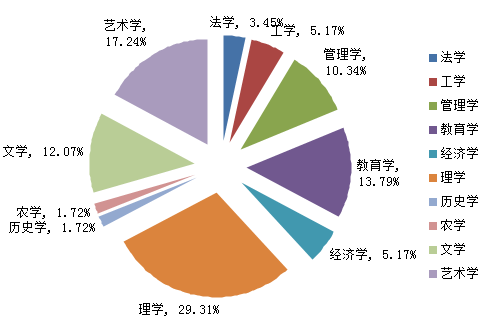 法学, 3.45%
工学, 5.17%
管理学,
10.34%
教育学,
13.79%
经济学, 5.17%
理学, 29.31%
历史学, 1.72%
农学, 1.72%
文学, 12.07%
艺术学,
17.24%
法学
工学
管理学
教育学
经济学
理学
历史学
农学
文学
艺术学